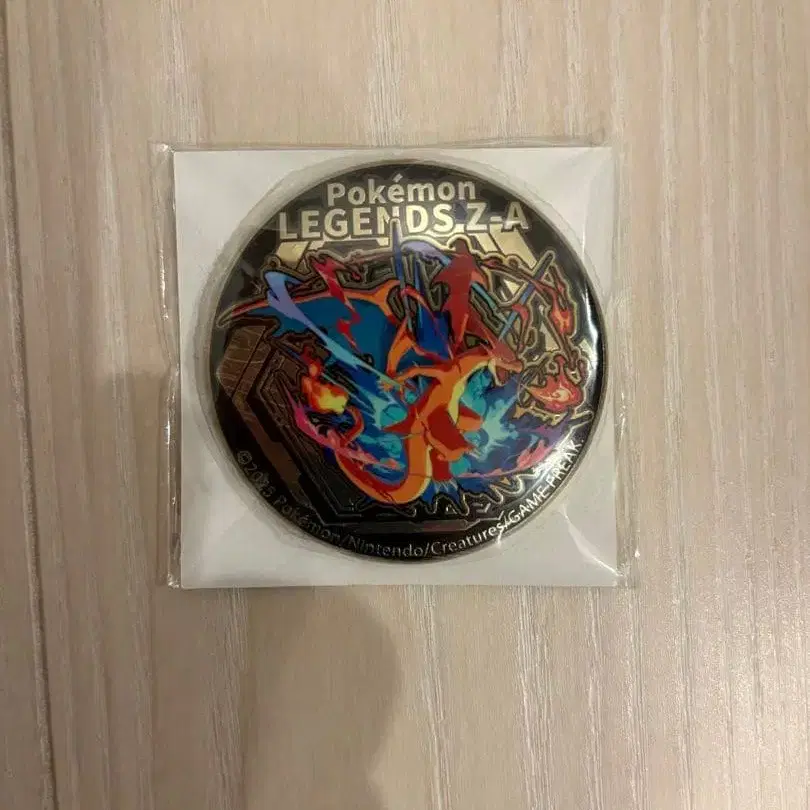 Pokémon
LEGENDS Z-A
©2025 Pokémon/Nintendo/Creatures/GAME FREAK